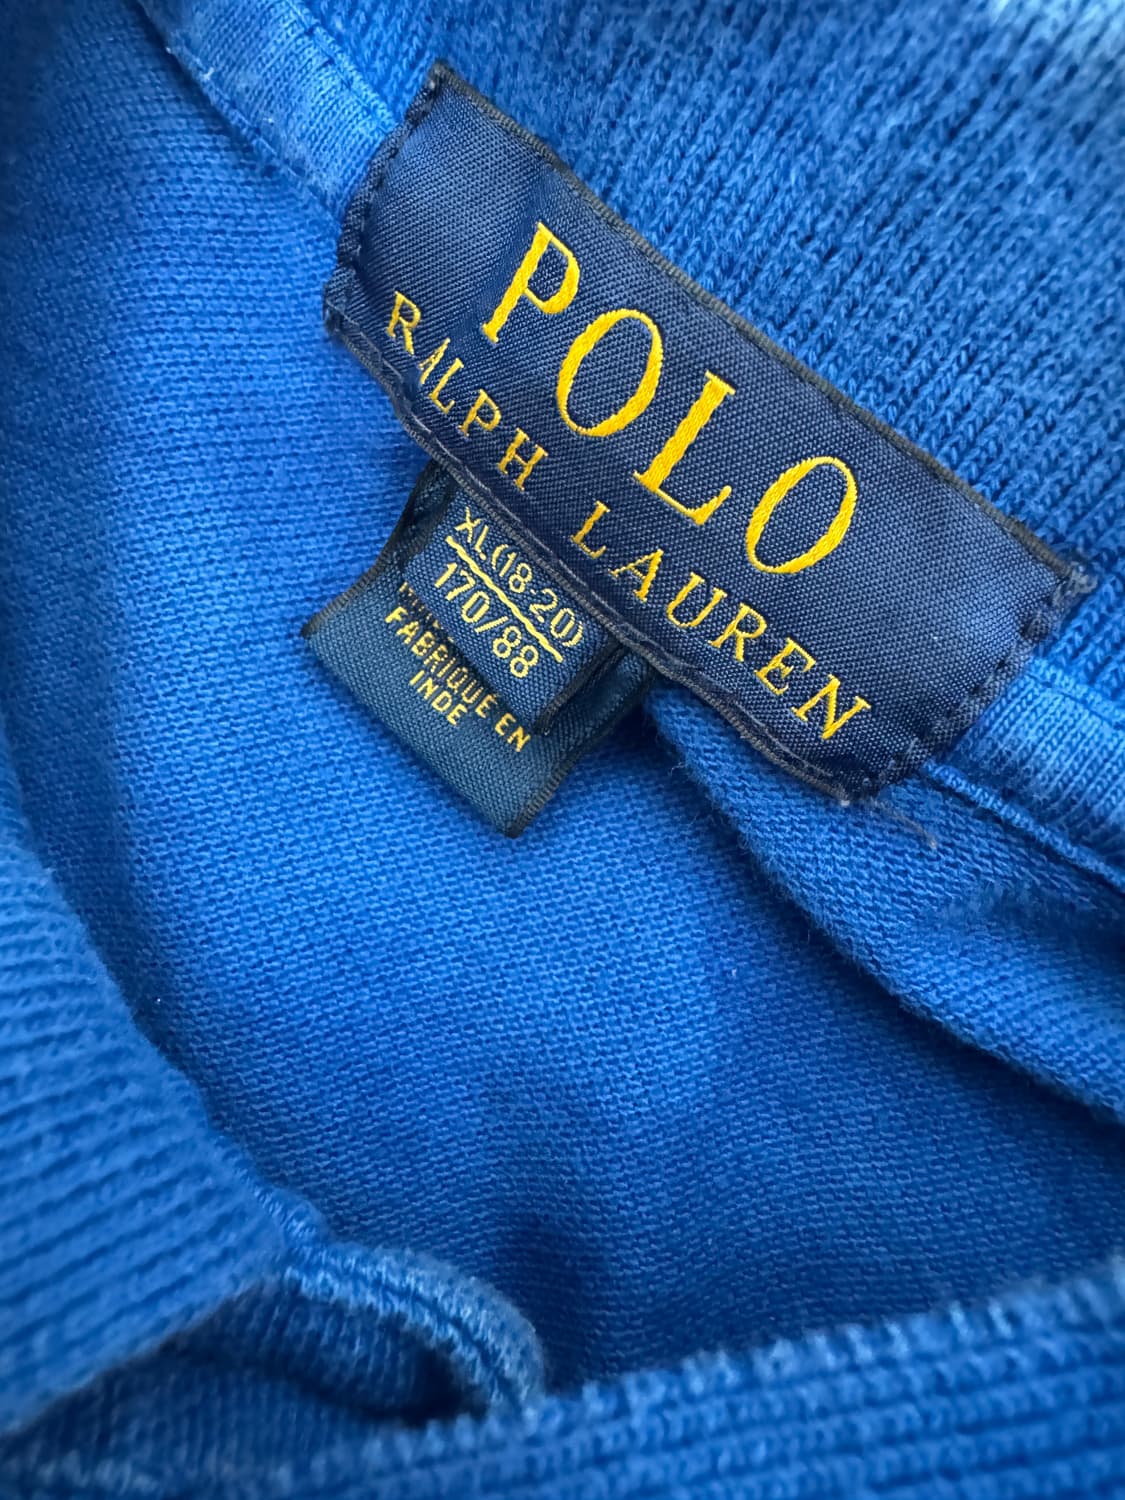 POLO
RALPH LAUREN
XL(18-20)
170/88
FABRIQUÉ EN
INDE